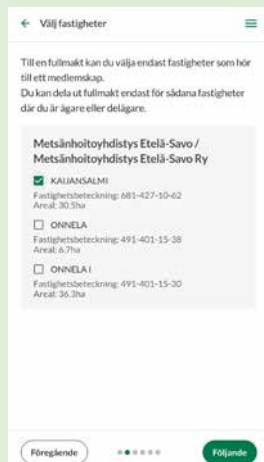 Välj fastigheter
Till en fullmakt kan du välja endast fastigheter som hör
till ett medlemskap.
Du kan dela ut fullmakt endast för sådana fastigheter
där du är ägare eller delägare.
Metsänhoitoyhdistys Etelä-Savo /
Metsänhoitoyhdistys Etelä-Savo Ry
KAIJANSALMI
Fastighetsbeteckning: 681-427-10-62
Areal: 30.5ha
ONNELA
Fastighetsbeteckning: 491-401-15-38
Areal: 6.7ha
ONNELA I
Fastighetsbeteckning: 491-401-15-30
Areal: 36.3ha
Föregående
Följande